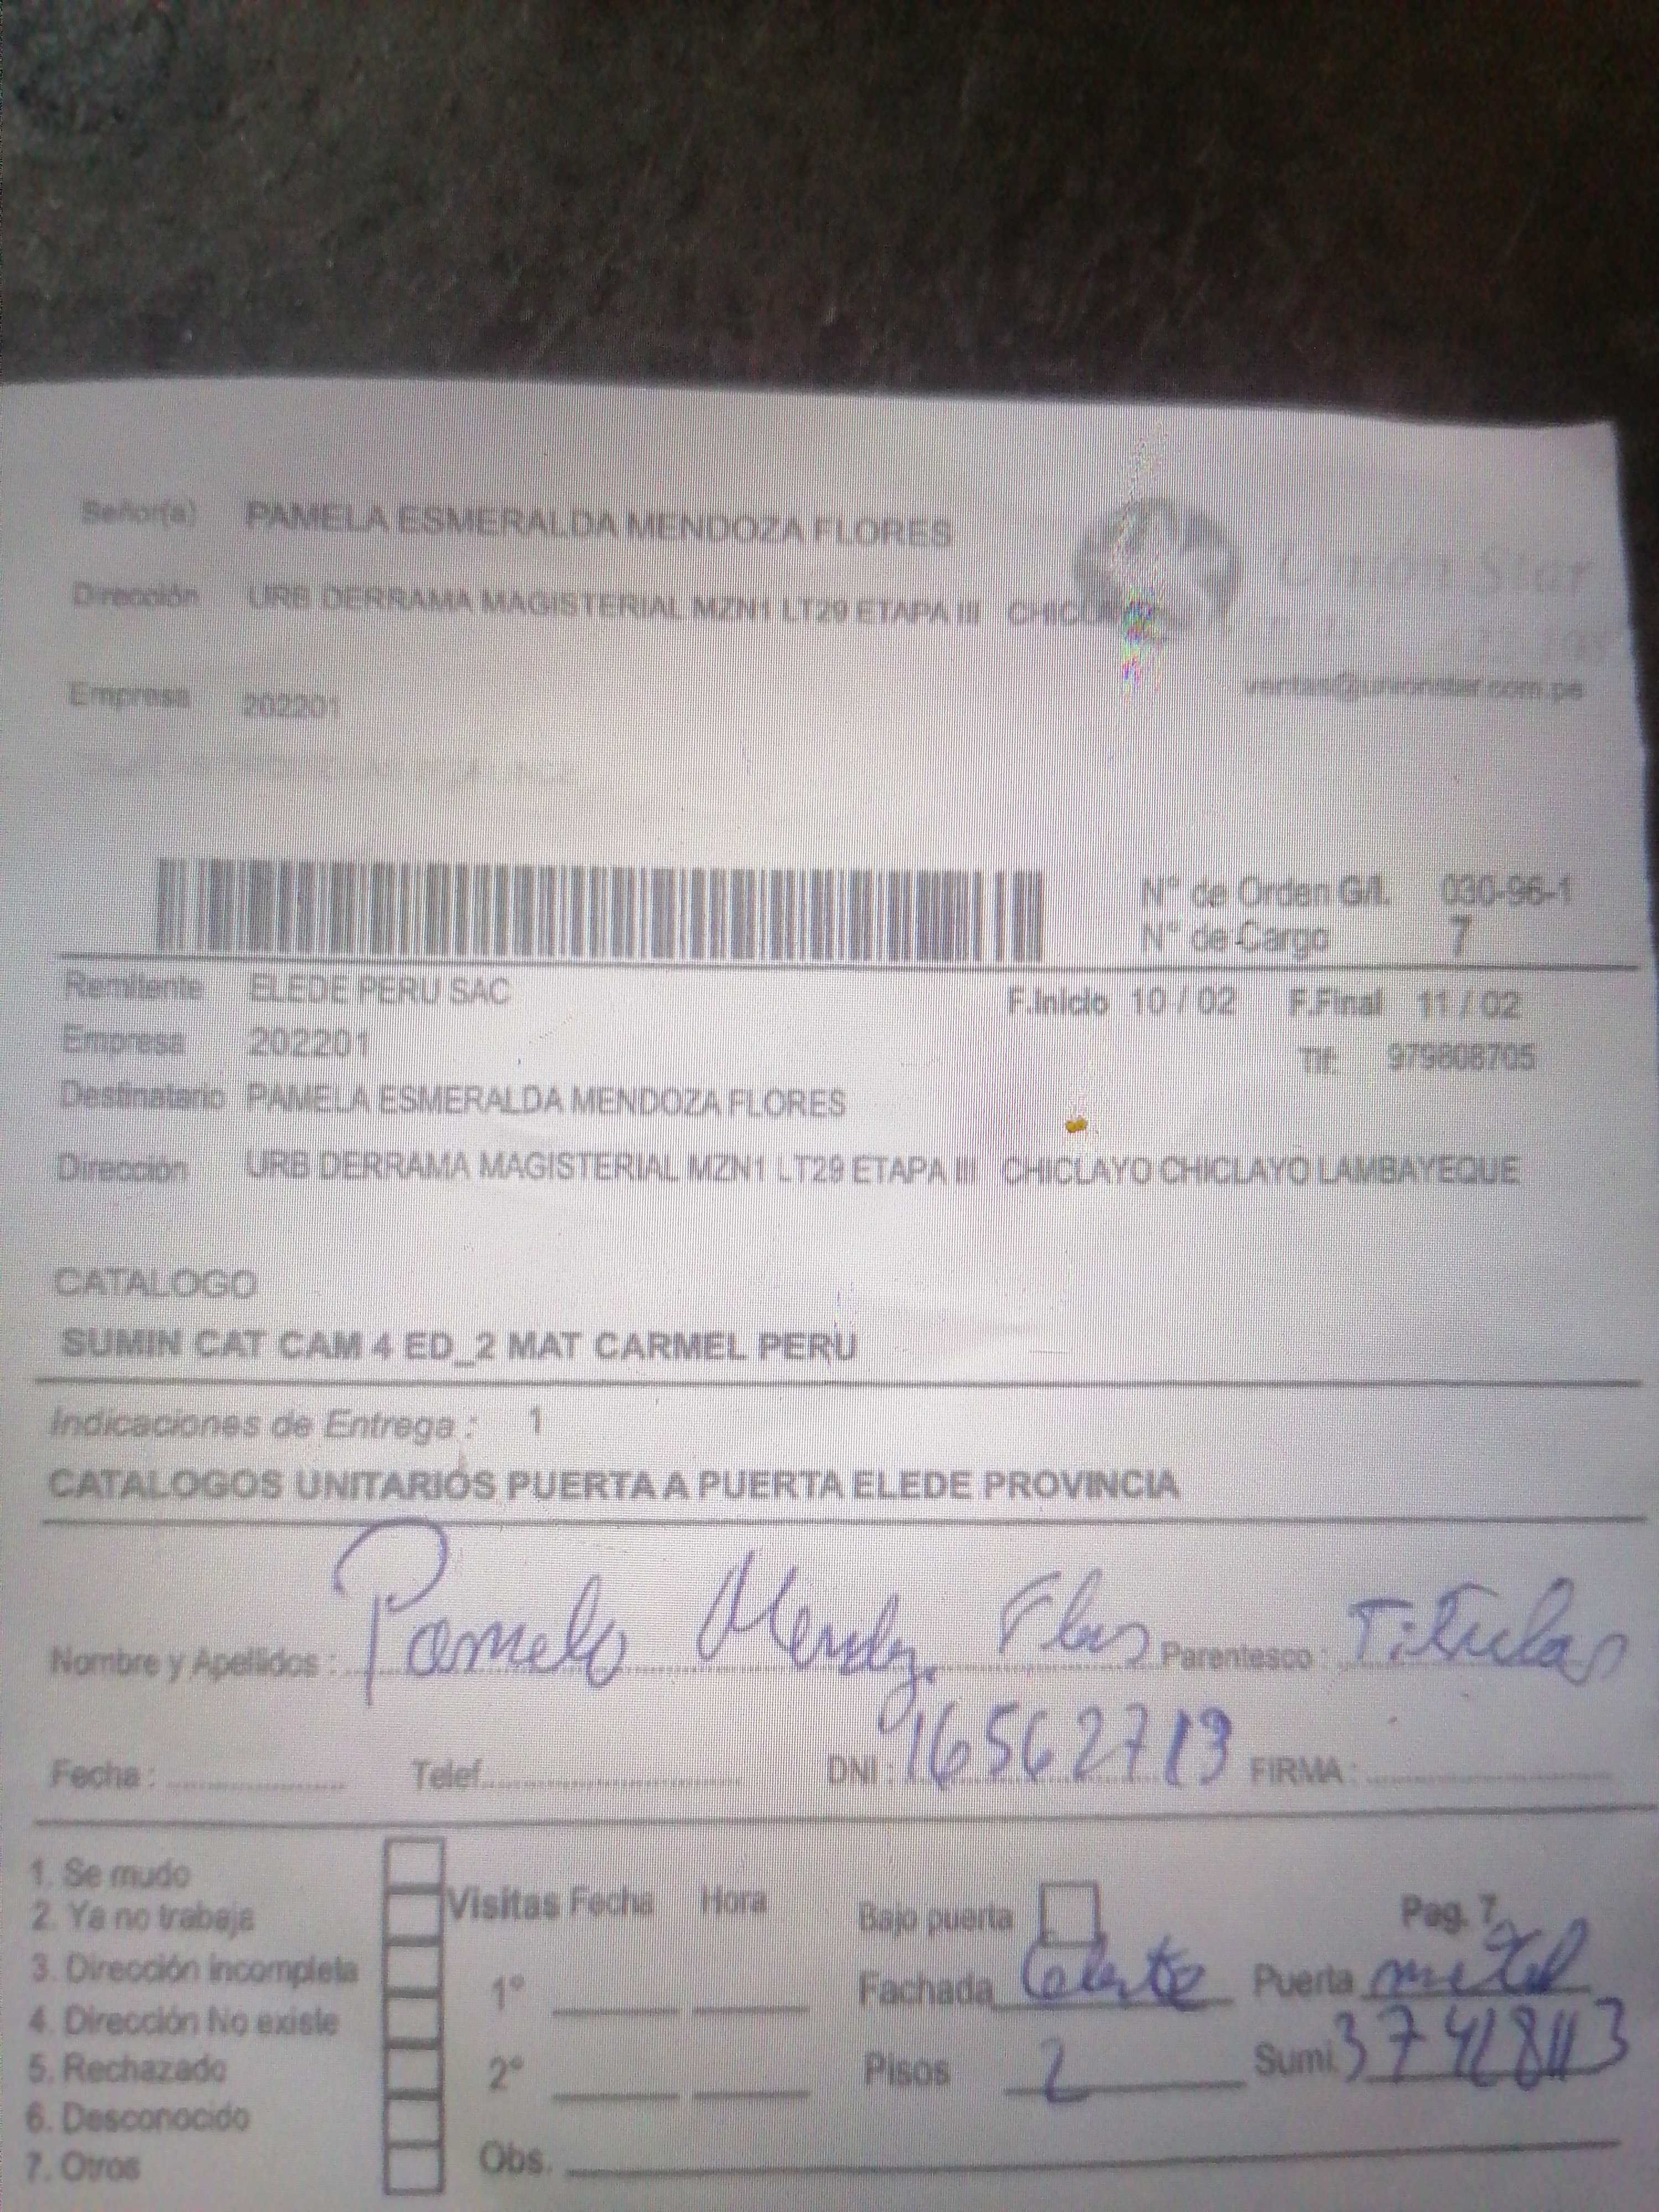 Señor(a) PAMELA ESMERALDA MENDOZA FLORES
Unión Star
Dirección URB DERRAMA MAGISTERIAL MZN1 LT29 ETAPA III
ventas@unionstar.com.pe
Empresa 202201
N° de Orden G/I. 030-96-1
N° de Cargo 7
Remitente ELEDE PERU SAC F.Inicio 10 / 02 F.Final 11 / 02
Empresa 202201 Tlf: 979808705
Destinatario PAMELA ESMERALDA MENDOZA FLORES
Dirección URB DERRAMA MAGISTERIAL MZN1 LT29 ETAPA III CHICLAYO CHICLAYO LAMBAYEQUE
CATALOGO
SUMIN CAT CAM 4 ED_2 MAT CARMEL PERU
Indicaciones de Entrega : 1
CATALOGOS UNITARIOS PUERTA A PUERTA ELEDE PROVINCIA
Nombre y Apellidos : Pamela Parentesco : Titular
Fecha : Telef. DNI : 16562713 FIRMA :
1. Se mudo
2. Ya no trabaja
3. Dirección incompleta
4. Dirección No existe
5. Rechazado
6. Desconocido
7. Otros
Visitas Fecha Hora
1°
2°
Obs.
Bajo puerta Pag. 7
Fachada Puerta metal
Pisos 2 Sumi.